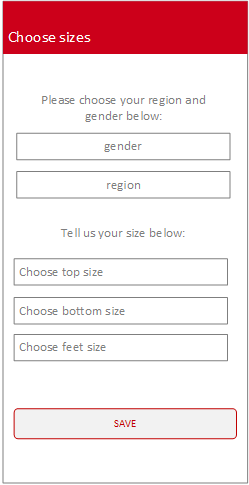 Choose sizes
Please choose your region and
gender below:
gender
region
Tell us your size below:
Choose top size
Choose bottom size
Choose feet size
SAVE